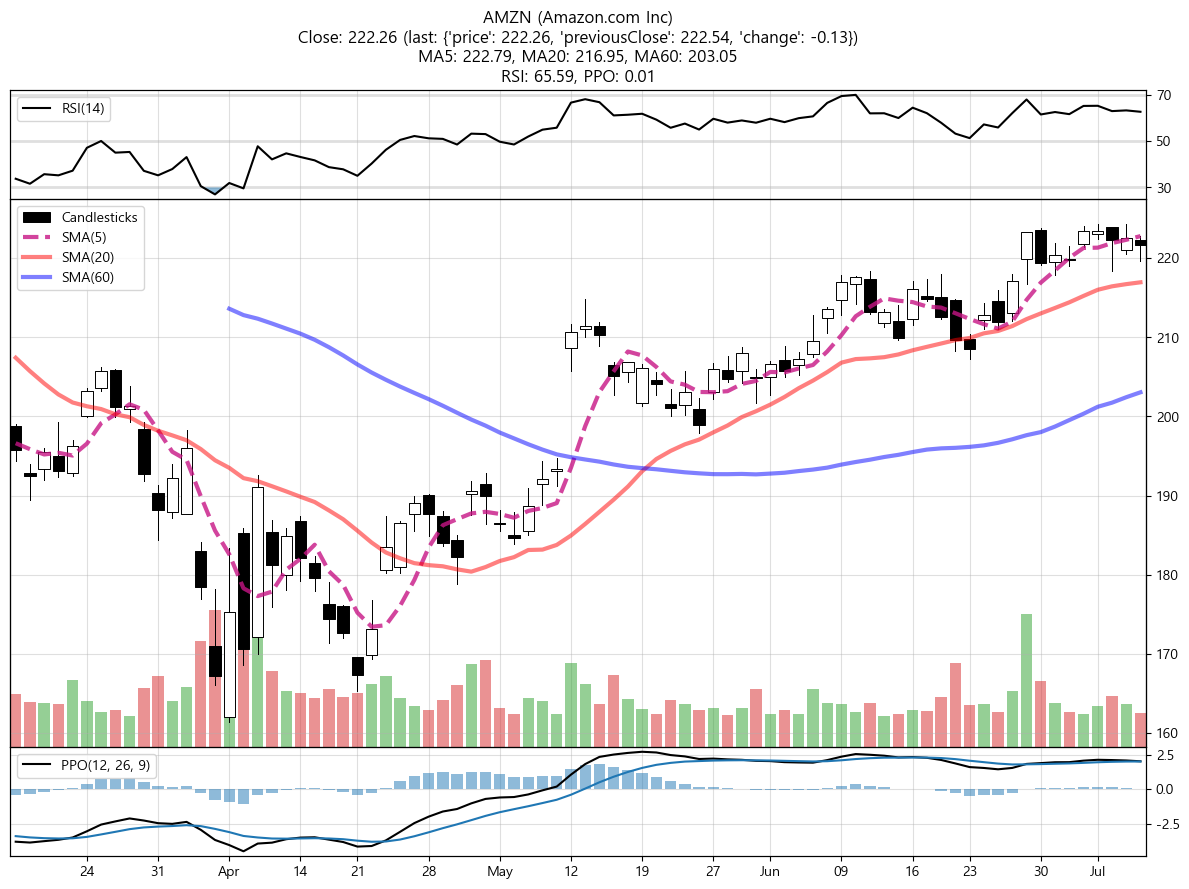 AMZN (Amazon.com Inc)
Close: 222.26 (last: {'price': 222.26, 'previousClose': 222.54, 'change': -0.13})
MA5: 222.79, MA20: 216.95, MA60: 203.05
RSI: 65.59, PPO: 0.01
RSI(14)
70
50
30
Candlesticks
SMA(5)
SMA(20)
SMA(60)
220
210
200
190
180
170
160
PPO(12, 26, 9)
2.5
0.0
−2.5
24 31 Apr 14 21 28 May 12 19 27 Jun 09 16 23 30 Jul